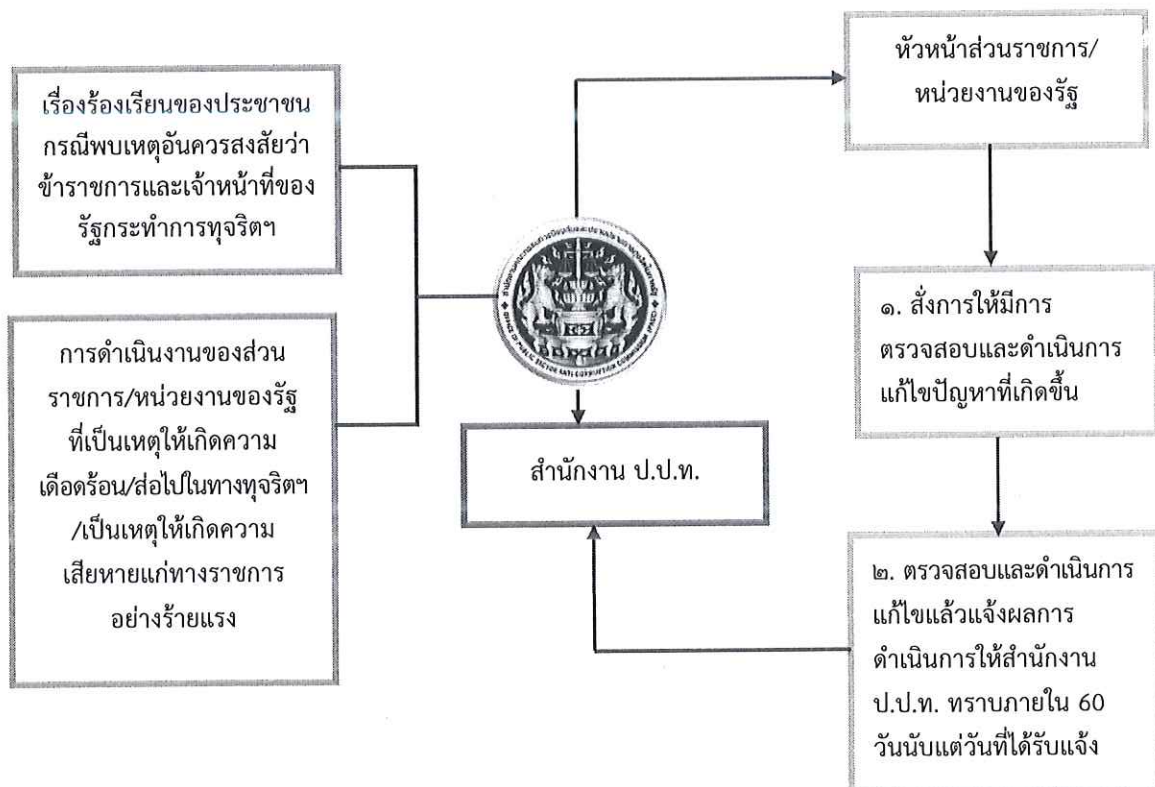 เรื่องร้องเรียนของประชาชน
กรณีพบเหตุอันควรสงสัยว่า
ข้าราชการและเจ้าหน้าที่ของ
รัฐกระทำการทุจริตฯ
การดำเนินงานของส่วน
ราชการ/หน่วยงานของรัฐ
ที่เป็นเหตุให้เกิดความ
เดือดร้อน/ส่อไปในทางทุจริตฯ
/เป็นเหตุให้เกิดความ
เสียหายแก่ทางราชการ
อย่างร้ายแรง
สำนักงาน ป.ป.ท.
หัวหน้าส่วนราชการ/
หน่วยงานของรัฐ
๑. สั่งการให้มีการ
ตรวจสอบและดำเนินการ
แก้ไขปัญหาที่เกิดขึ้น
๒. ตรวจสอบและดำเนินการ
แก้ไขแล้วแจ้งผลการ
ดำเนินการให้สำนักงาน
ป.ป.ท. ทราบภายใน 60
วันนับแต่วันที่ได้รับแจ้ง